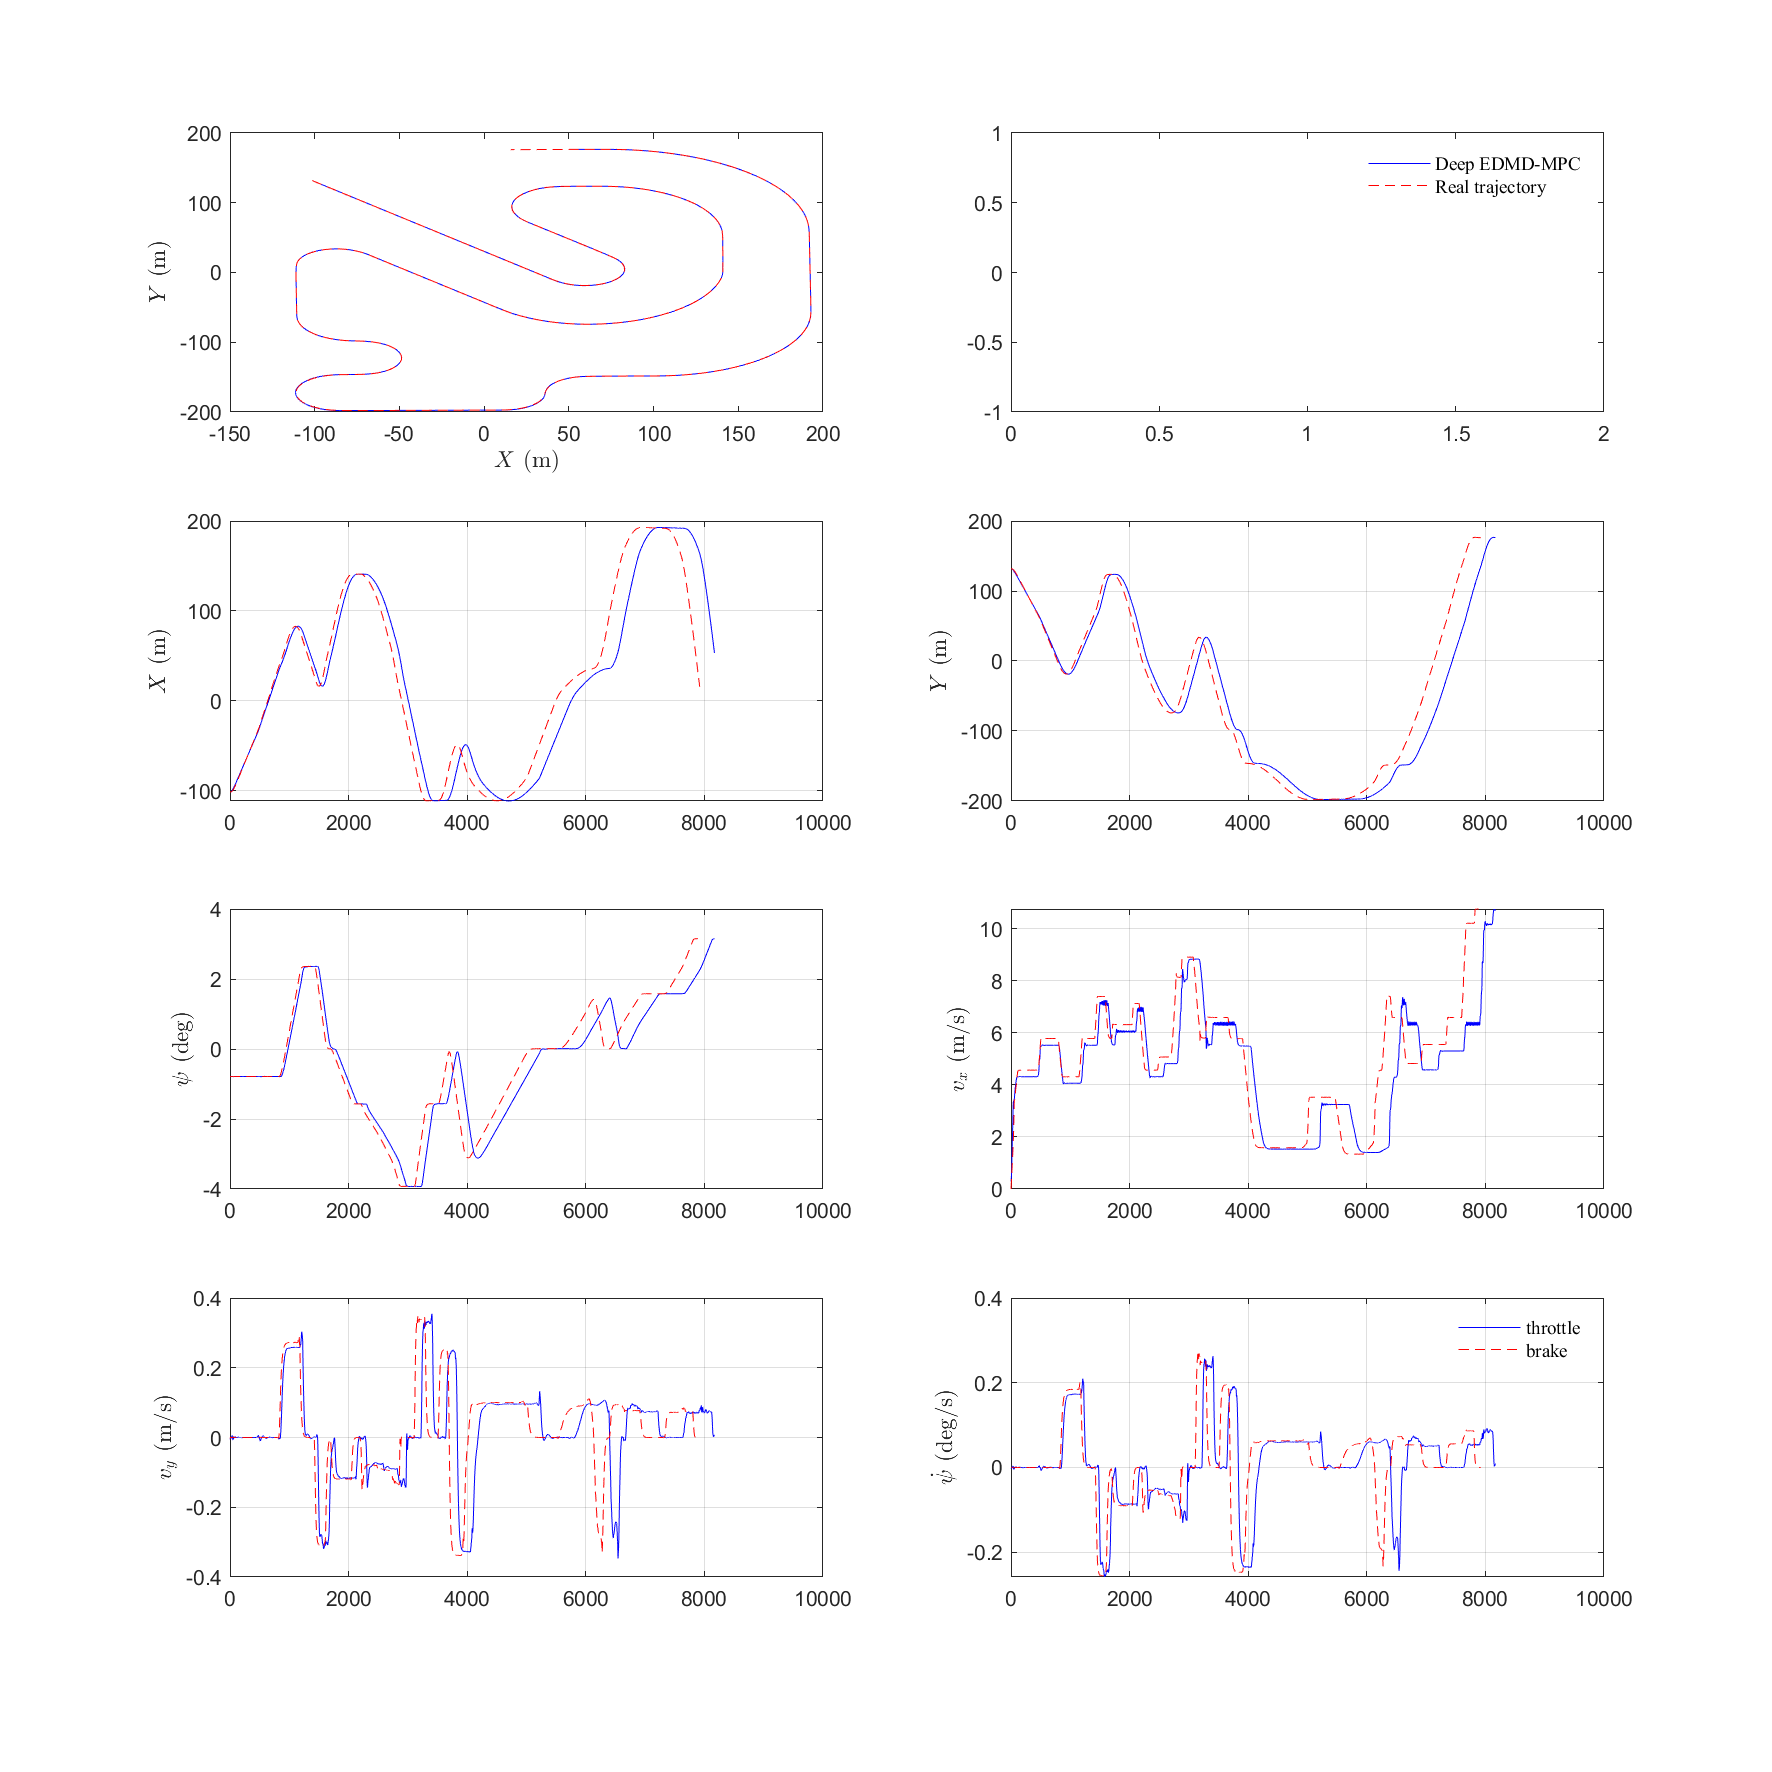 200
100
0
-100
-200
Y (m)
-150 -100 -50 0 50 100 150 200
X (m)
1
0.5
0
-0.5
-1
0 0.5 1 1.5 2
Deep EDMD-MPC
Real trajectory
200
100
0
-100
X (m)
0 2000 4000 6000 8000 10000
200
100
0
-100
-200
Y (m)
0 2000 4000 6000 8000 10000
4
2
0
-2
-4
ψ (deg)
0 2000 4000 6000 8000 10000
10
8
6
4
2
0
v_x (m/s)
0 2000 4000 6000 8000 10000
0.4
0.2
0
-0.2
-0.4
v_y (m/s)
0 2000 4000 6000 8000 10000
0.4
0.2
0
-0.2
ψ̇ (deg/s)
0 2000 4000 6000 8000 10000
throttle
brake